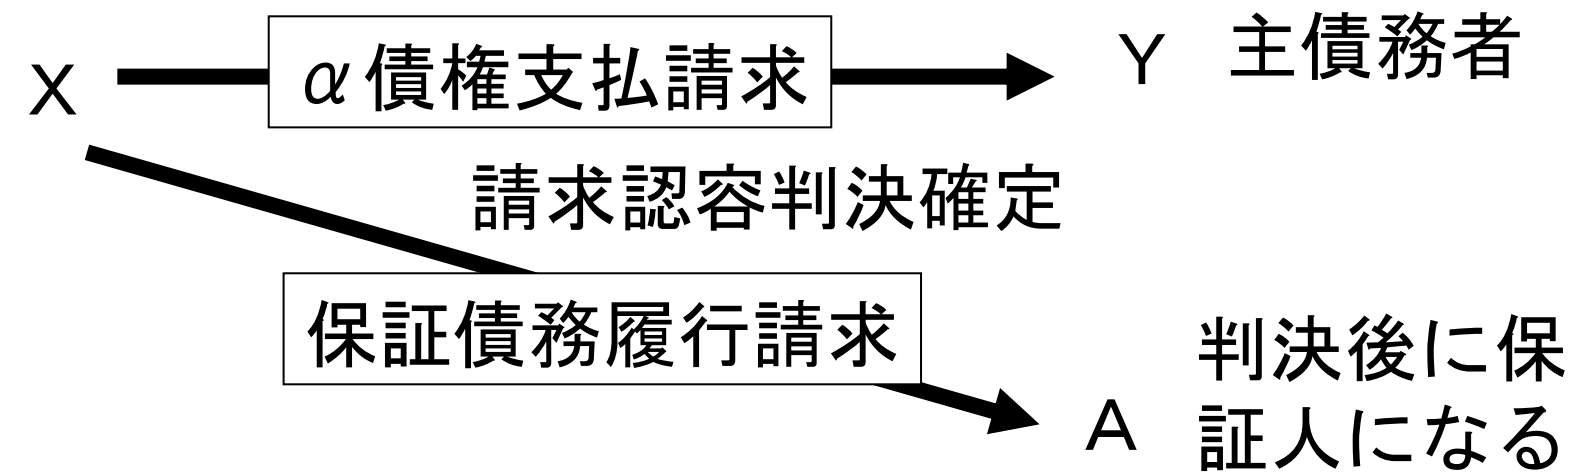 X
α債権支払請求
Y
主債務者
請求認容判決確定
保証債務履行請求
A
判決後に保
証人になる